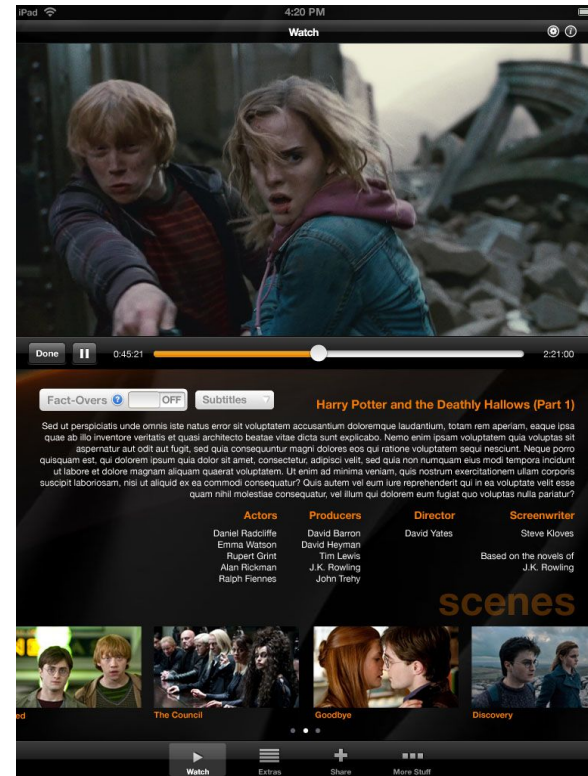 iPad
4:20 PM
Watch
Done
0:45:21
2:21:00
Fact-Overs ? OFF
Subtitles
Harry Potter and the Deathly Hallows (Part 1)
Sed ut perspiciatis unde omnis iste natus error sit voluptatem accusantium doloremque laudantium, totam rem aperiam, eaque ipsa
quae ab illo inventore veritatis et quasi architecto beatae vitae dicta sunt explicabo. Nemo enim ipsam voluptatem quia voluptas sit
aspernatur aut odit aut fugit, sed quia consequuntur magni dolores eos qui ratione voluptatem sequi nesciunt. Neque porro
quisquam est, qui dolorem ipsum quia dolor sit amet, consectetur, adipisci velit, sed quia non numquam eius modi tempora incidunt
ut labore et dolore magnam aliquam quaerat voluptatem. Ut enim ad minima veniam, quis nostrum exercitationem ullam corporis
suscipit laboriosam, nisi ut aliquid ex ea commodi consequatur? Quis autem vel eum iure reprehenderit qui in ea voluptate velit esse
quam nihil molestiae consequatur, vel illum qui dolorem eum fugiat quo voluptas nulla pariatur?
Actors
Daniel Radcliffe
Emma Watson
Rupert Grint
Alan Rickman
Ralph Fiennes
Producers
David Barron
David Heyman
Tim Lewis
J.K. Rowling
John Trehy
Director
David Yates
Screenwriter
Steve Kloves
Based on the novels of
J.K. Rowling
scenes
ed
The Council
Goodbye
Discovery
Watch
Extras
Share
More Stuff